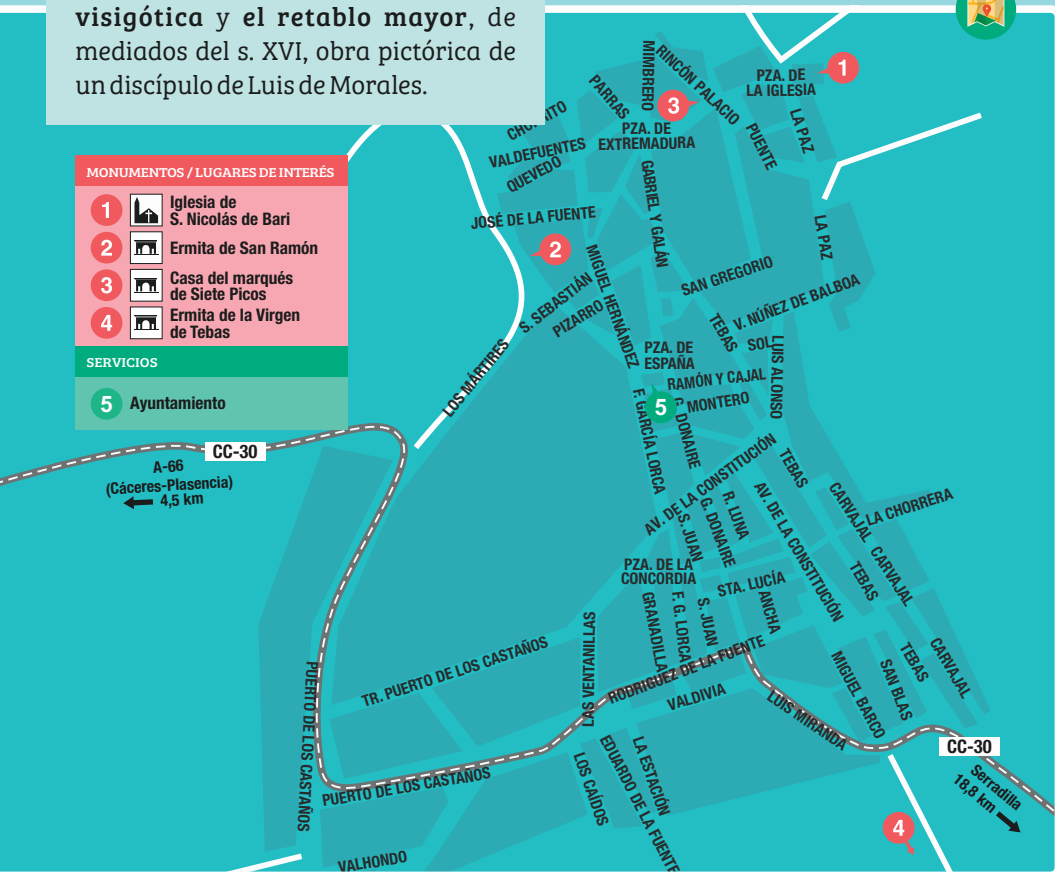 visigótica y el retablo mayor, de
mediados del s. XVI, obra pictórica de
un discípulo de Luis de Morales.
MONUMENTOS / LUGARES DE INTERÉS
1 Iglesia de
S. Nicolás de Bari
2 Ermita de San Ramón
3 Casa del marqués
de Siete Picos
4 Ermita de la Virgen
de Tebas
SERVICIOS
5 Ayuntamiento
MIMBRERO
RINCÓN PALACIO
PZA. DE
LA IGLESIA
1
PARRAS
3
LA PAZ
PZA. DE
EXTREMADURA
PUENTE
VALDEFUENTES
QUEVEDO
GABRIEL Y GALÁN
JOSÉ DE LA FUENTE
LA PAZ
2
MIGUEL HERNÁNDEZ
SAN GREGORIO
S. SEBASTIÁN
PIZARRO
V. NÚÑEZ DE BALBOA
TEBAS
SOL
LUIS ALONSO
PZA. DE
ESPAÑA
RAMÓN Y CAJAL
LOS MÁRTIRES
5
MONTERO
F. GARCÍA LORCA
G. DONAIRE
CC-30
A-66
(Cáceres-Plasencia)
4,5 km
AV. DE LA CONSTITUCIÓN
TEBAS
S. JUAN
G. DONAIRE
R. LUNA
AV. DE LA CONSTITUCIÓN
CARVAJAL
LA CHORRERA
PZA. DE LA
CONCORDIA
STA. LUCÍA
TEBAS
CARVAJAL
GRANADILLA
F. G. LORCA
S. JUAN
ANCHA
LAS VENTANILLAS
RODRIGUEZ DE LA FUENTE
TR. PUERTO DE LOS CASTAÑOS
VALDIVIA
LUIS MIRANDA
MIGUEL BARCO
SAN BLAS
TEBAS
CARVAJAL
PUERTO DE LOS CASTAÑOS
PUERTO DE LOS CASTAÑOS
LOS CAÍDOS
EDUARDO DE LA FUENTE
LA ESTACIÓN
CC-30
Serradilla
18,8 km
4
VALHONDO